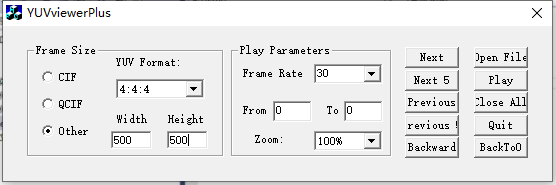 YUVviewerPlus
Frame Size
YUV Format:
CIF
4:4:4
QCIF
Width Height
Other
500 500
Play Parameters
Frame Rate 30
From 0 To 0
Zoom: 100%
Next Open File
Next 5 Play
Previous Close All
revious ! Quit
Backward BackTo0